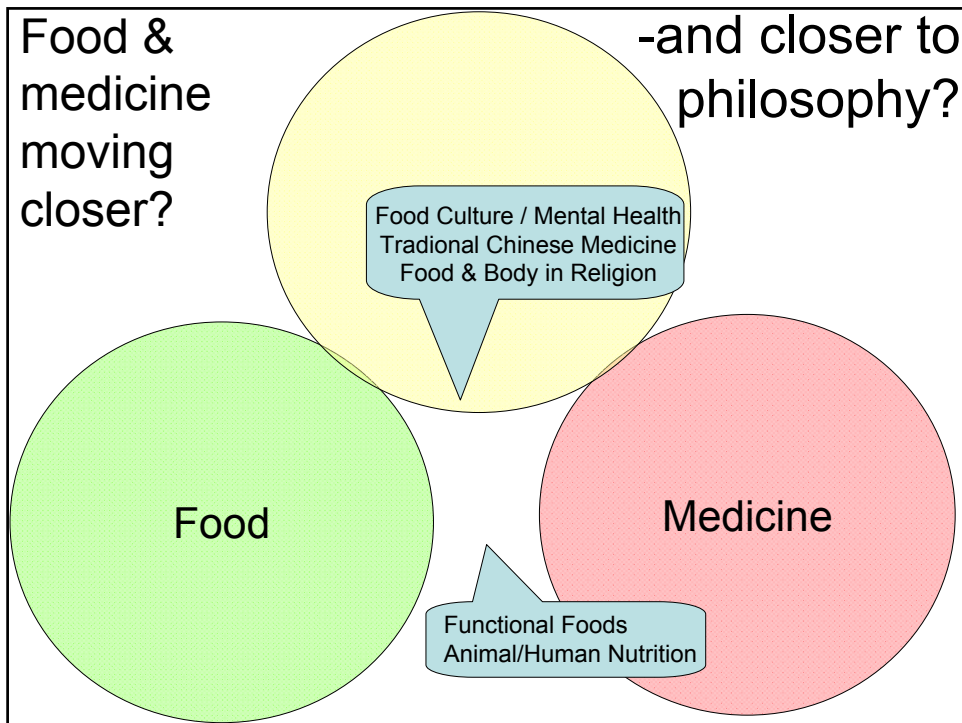 Food &
medicine
moving
closer?
-and closer to
philosophy?
Food Culture / Mental Health
Tradional Chinese Medicine
Food & Body in Religion
Food
Medicine
Functional Foods
Animal/Human Nutrition